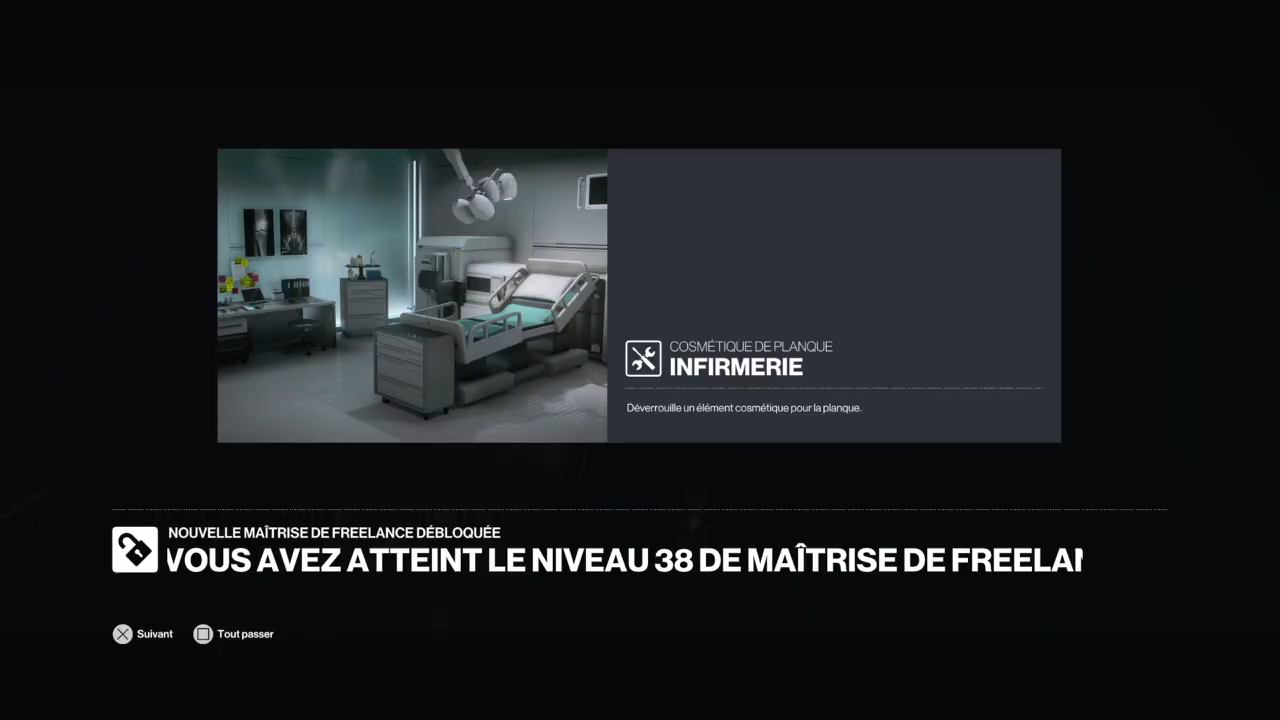 COSMÉTIQUE DE PLANQUE
INFIRMERIE
Déverrouille un élément cosmétique pour la planque.
NOUVELLE MAÎTRISE DE FREELANCE DÉBLOQUÉE
VOUS AVEZ ATTEINT LE NIVEAU 38 DE MAÎTRISE DE FREELAN
Suivant
Tout passer